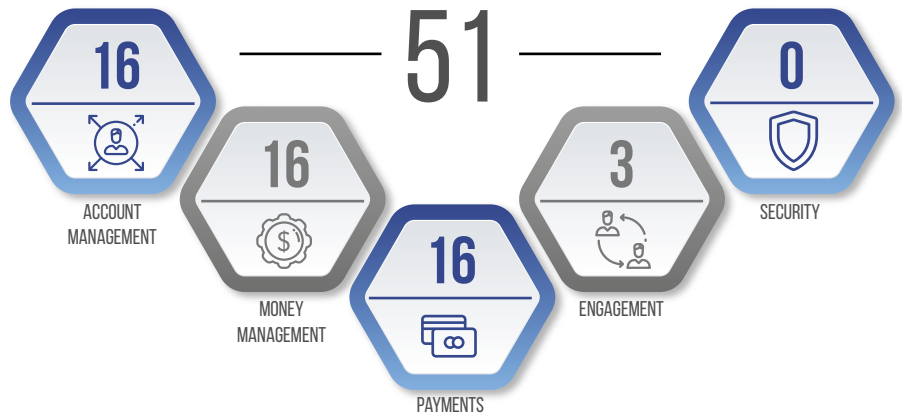 51
16
ACCOUNT
MANAGEMENT
16
$
MONEY
MANAGEMENT
16
PAYMENTS
3
ENGAGEMENT
0
SECURITY